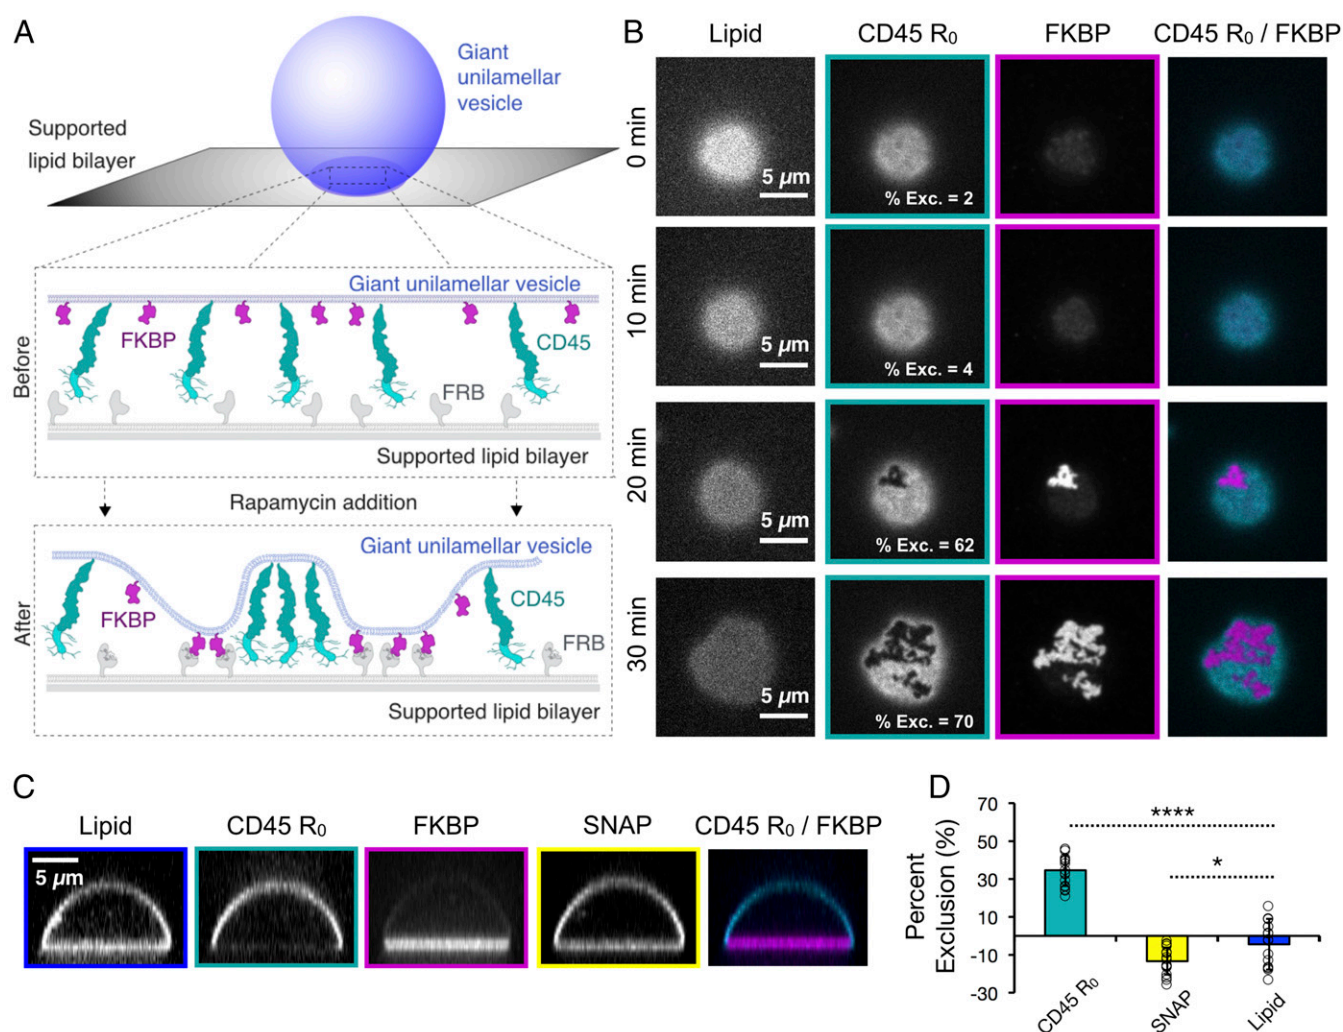 A
Giant
unilamellar
vesicle
Supported
lipid bilayer
Before
Giant unilamellar vesicle
FKBP
CD45
FRB
Supported lipid bilayer
Rapamycin addition
After
Giant unilamellar vesicle
FKBP
CD45
FRB
Supported lipid bilayer
B
Lipid CD45 R₀ FKBP CD45 R₀ / FKBP
0 min
5 µm
% Exc. = 2
10 min
5 µm
% Exc. = 4
20 min
5 µm
% Exc. = 62
30 min
5 µm
% Exc. = 70
C
Lipid CD45 R₀ FKBP SNAP CD45 R₀ / FKBP
5 µm
D
Percent
Exclusion (%)
70
50
30
10
-10
-30
****
*
CD45 R₀
SNAP
Lipid